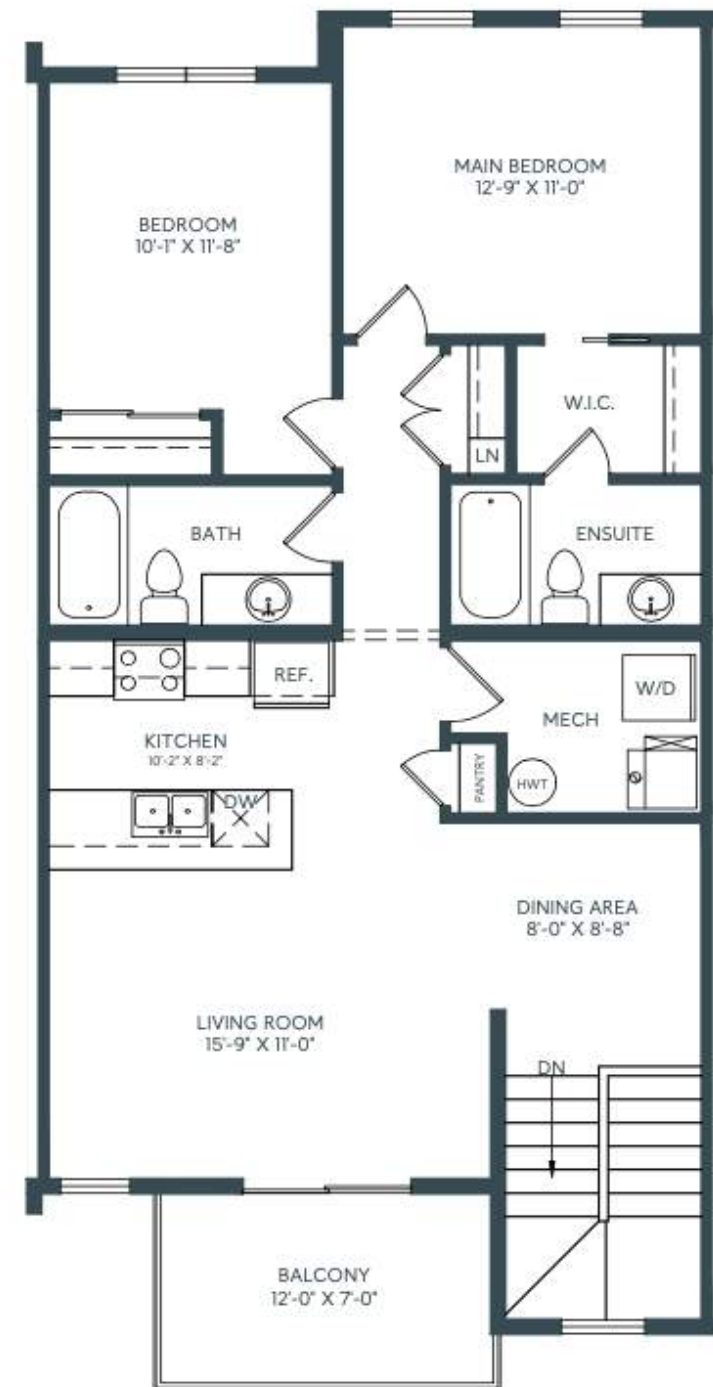 MAIN BEDROOM
12'-9" X 11'-0"
BEDROOM
10'-1" X 11'-8"
W.I.C.
LN
BATH
ENSUITE
REF.
W/D
MECH
KITCHEN
10'-2" X 8'-2"
PANTRY
HWT
DW
DINING AREA
8'-0" X 8'-8"
LIVING ROOM
15'-9" X 11'-0"
DN
BALCONY
12'-0" X 7'-0"